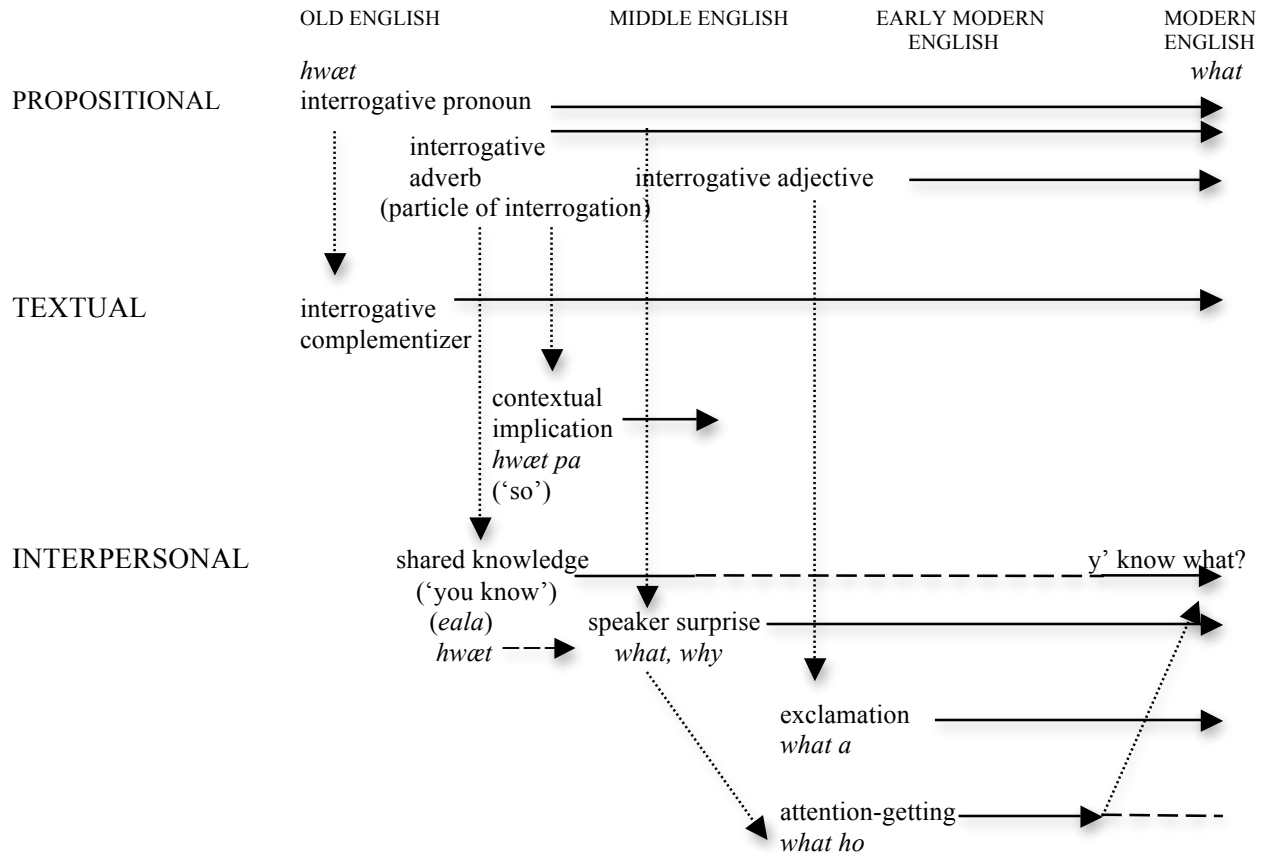 OLD ENGLISH MIDDLE ENGLISH EARLY MODERN MODERN
ENGLISH ENGLISH
hwæt what
PROPOSITIONAL interrogative pronoun
interrogative
adverb interrogative adjective
(particle of interrogation)
TEXTUAL interrogative
complementizer
contextual
implication
hwæt pa
(‘so’)
INTERPERSONAL shared knowledge y’ know what?
(‘you know’)
(eala) speaker surprise
hwæt what, why
exclamation
what a
attention-getting
what ho